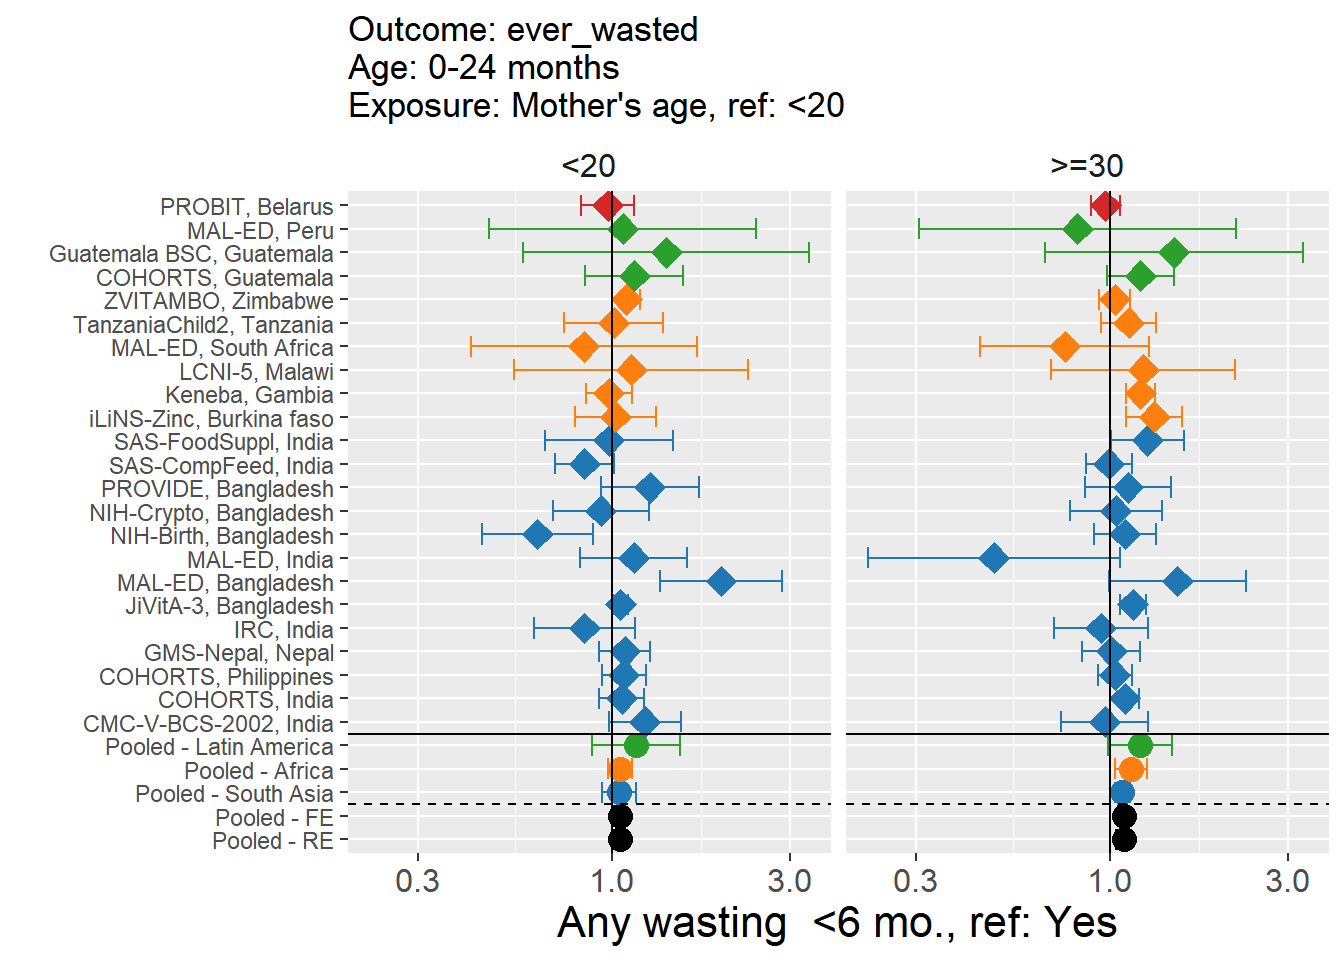 Outcome: ever_wasted
Age: 0-24 months
Exposure: Mother's age, ref: <20
<20 >=30
PROBIT, Belarus
MAL-ED, Peru
Guatemala BSC, Guatemala
COHORTS, Guatemala
ZVITAMBO, Zimbabwe
TanzaniaChild2, Tanzania
MAL-ED, South Africa
LCNI-5, Malawi
Keneba, Gambia
iLiNS-Zinc, Burkina faso
SAS-FoodSuppl, India
SAS-CompFeed, India
PROVIDE, Bangladesh
NIH-Crypto, Bangladesh
NIH-Birth, Bangladesh
MAL-ED, India
MAL-ED, Bangladesh
JiVitA-3, Bangladesh
IRC, India
GMS-Nepal, Nepal
COHORTS, Philippines
COHORTS, India
CMC-V-BCS-2002, India
Pooled - Latin America
Pooled - Africa
Pooled - South Asia
Pooled - FE
Pooled - RE
0.3 1.0 3.0 0.3 1.0 3.0
Any wasting  <6 mo., ref: Yes